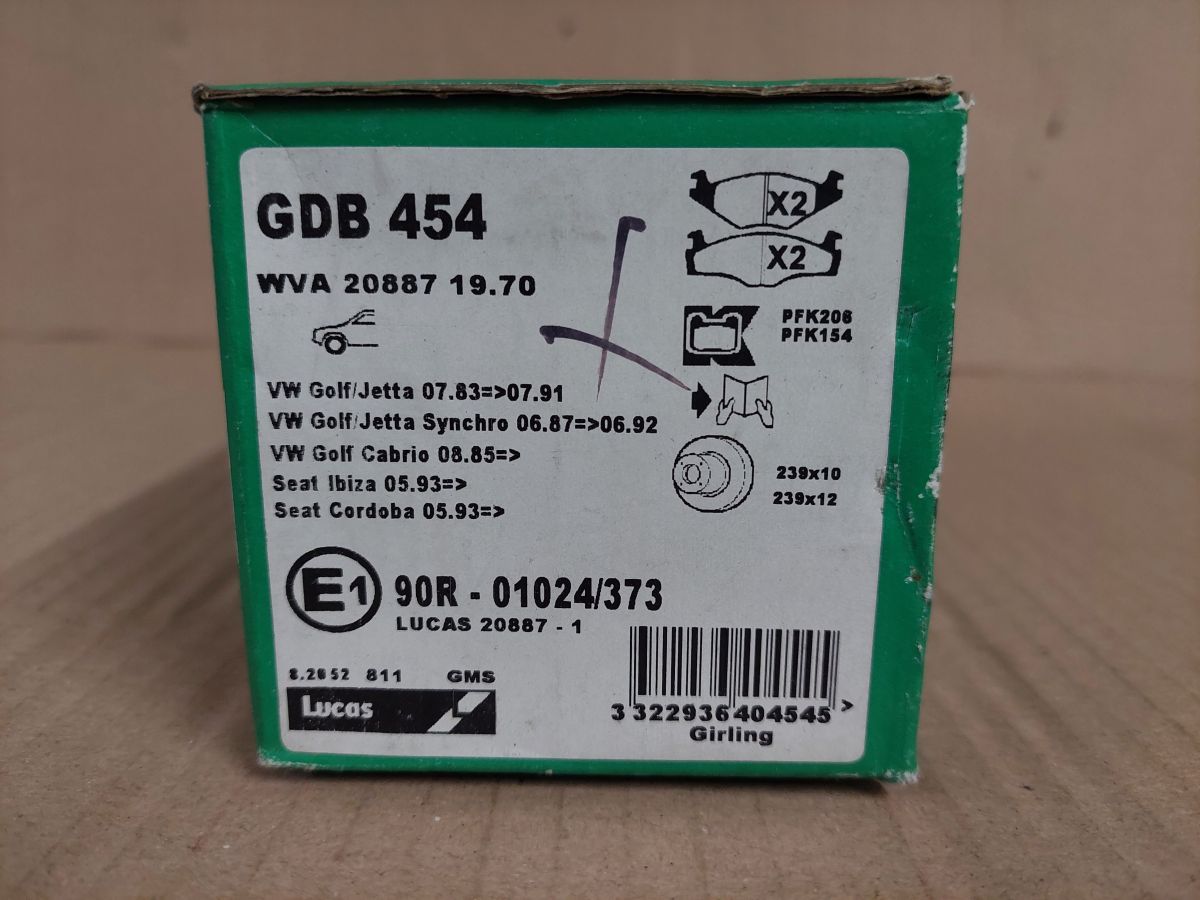 GDB 454
WVA 20887 19.70
X2
X2
PFK206
PFK154
VW Golf/Jetta 07.83=>07.91
VW Golf/Jetta Synchro 06.87=>06.92
VW Golf Cabrio 08.85=>
Seat Ibiza 05.93=>
Seat Cordoba 05.93=>
239x10
239x12
E1 90R - 01024/373
LUCAS 20887 - 1
8.2652 811 GMS
Lucas
3 322936 404545 >
Girling